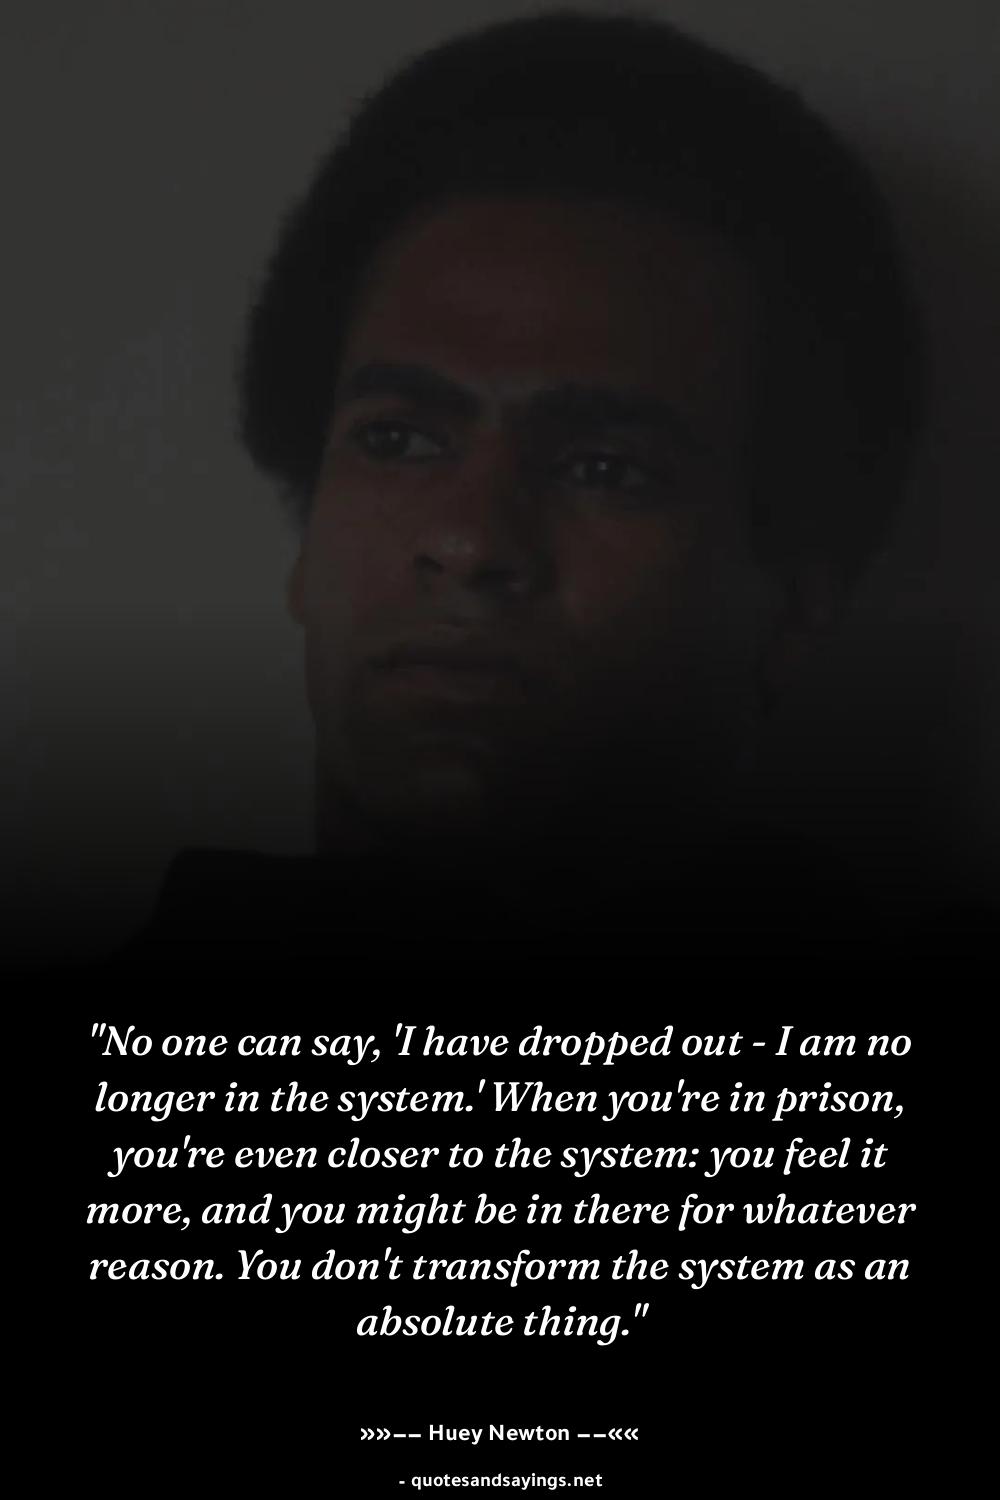 "No one can say, 'I have dropped out - I am no
longer in the system.' When you're in prison,
you're even closer to the system: you feel it
more, and you might be in there for whatever
reason. You don't transform the system as an
absolute thing."
»»—— Huey Newton ——««
- quotesandsayings.net